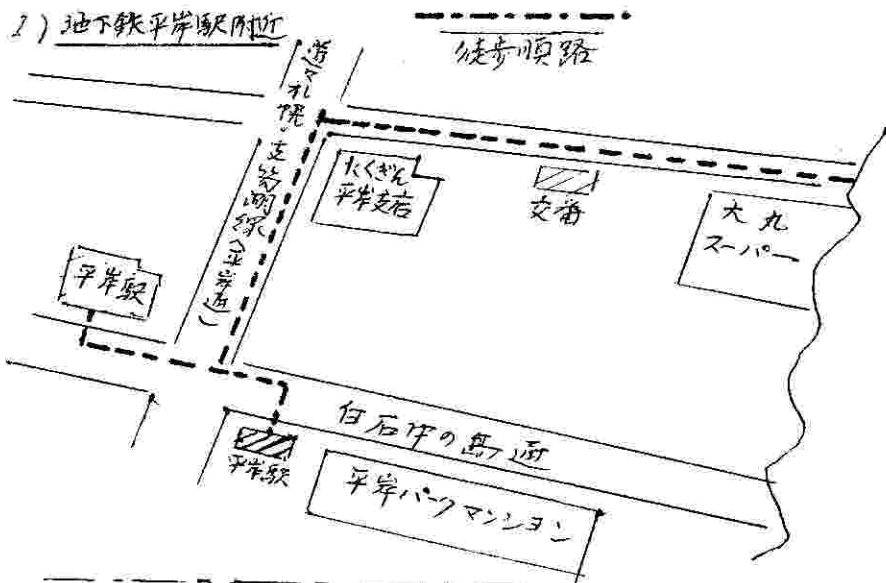 2) 地下鉄平岸駅附近
徒歩順路
道々札幌・支笏湖線(平岸通)
たくぎん
平岸支店
交番
大丸
スーパー
平岸駅
白石中の島通
平岸駅
平岸パークマンション